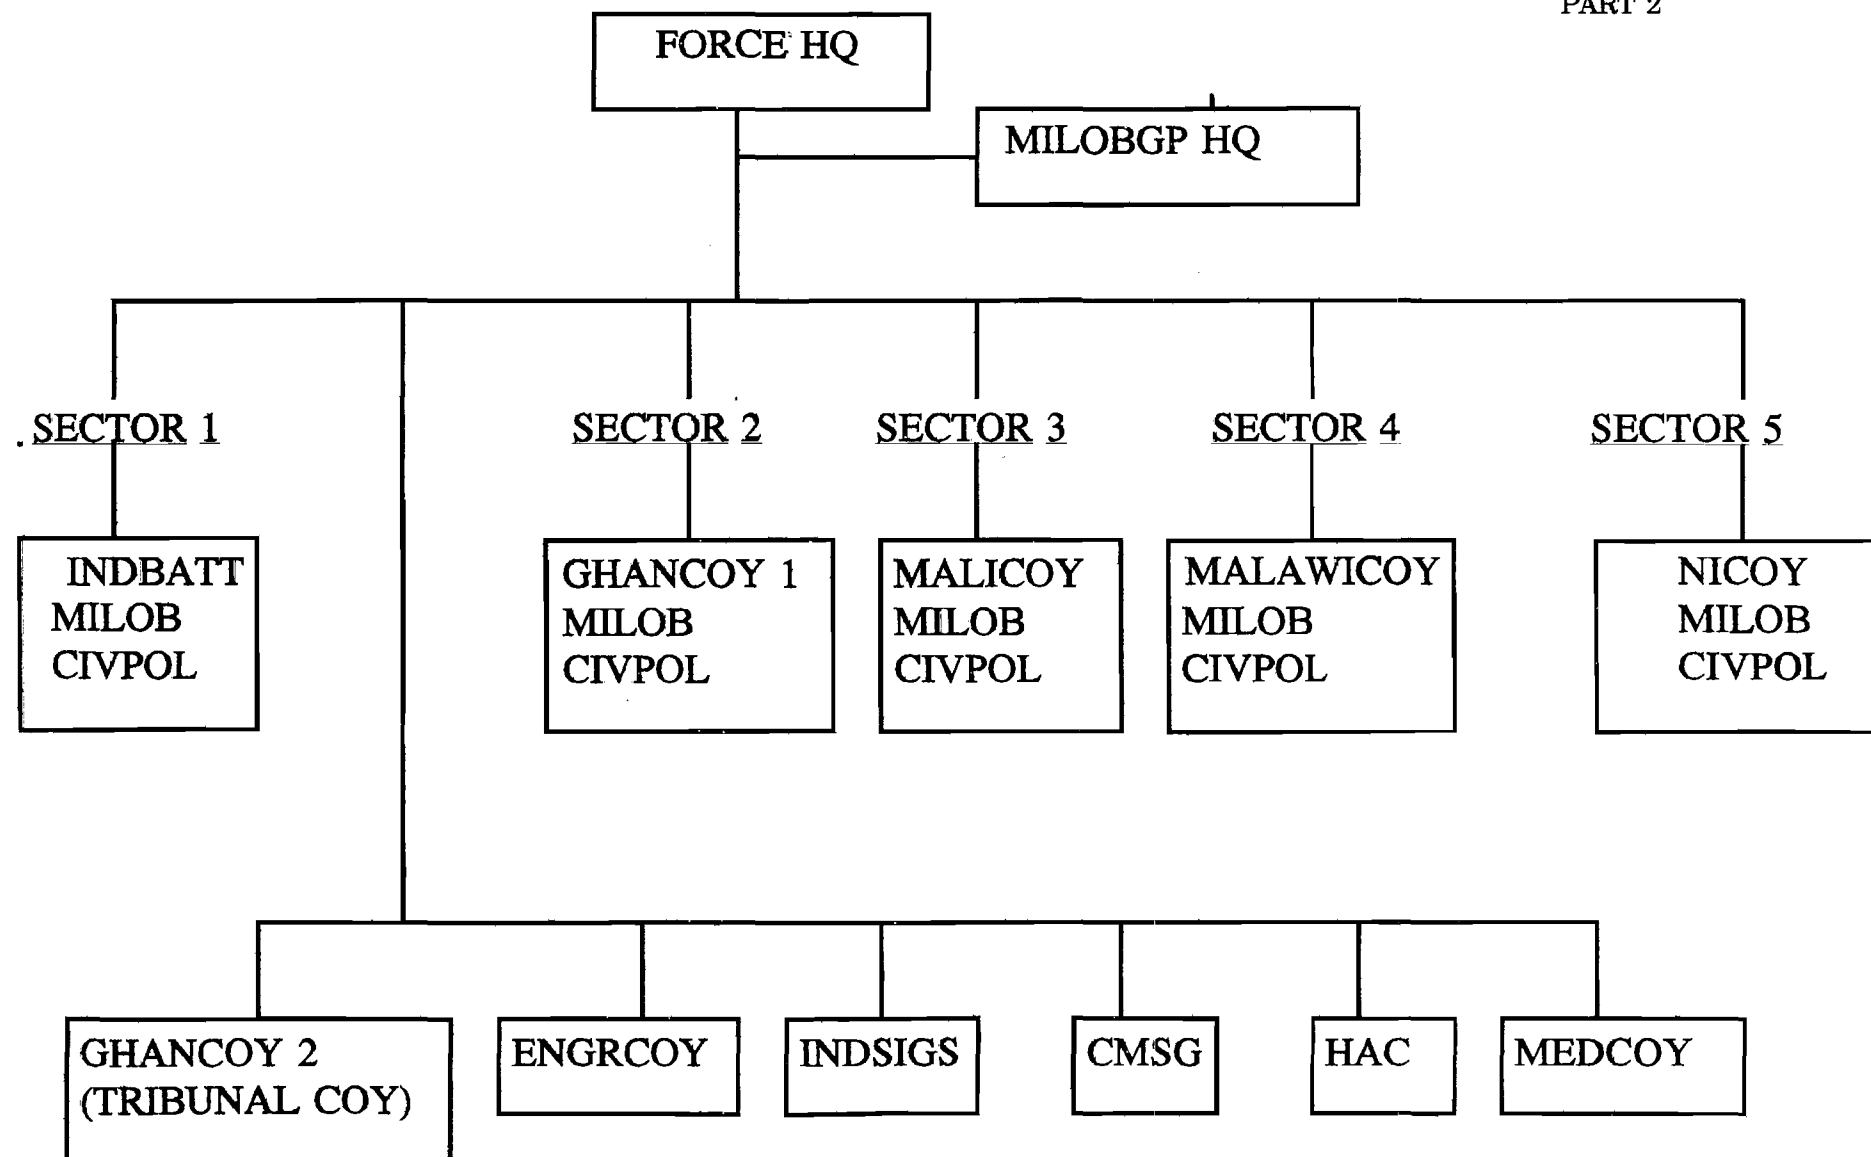 PART 2
FORCE HQ
MILOBGP HQ
SECTOR 1
SECTOR 2
SECTOR 3
SECTOR 4
SECTOR 5
INDBATT
MILOB
CIVPOL
GHANCOY 1
MILOB
CIVPOL
MALICOY
MILOB
CIVPOL
MALAWICOY
MILOB
CIVPOL
NICOY
MILOB
CIVPOL
GHANCOY 2
(TRIBUNAL COY)
ENGRCOY
INDSIGS
CMSG
HAC
MEDCOY